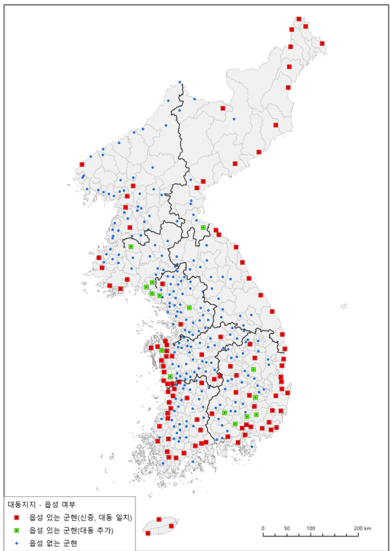 대동지지 - 읍성 여부
읍성 있는 군현(신증, 대동 일치)
읍성 있는 군현(대동 추가)
읍성 없는 군현
0 50 100 200 km